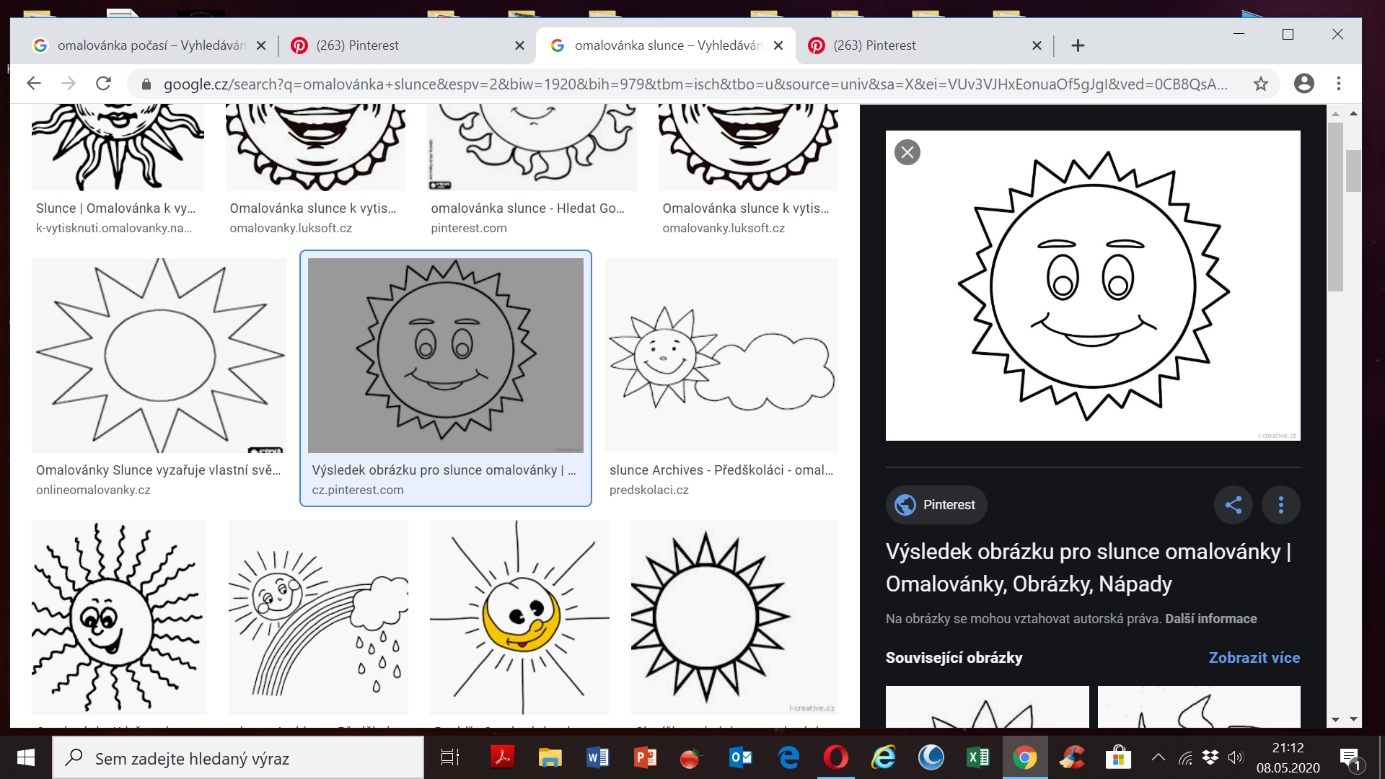 omalovánka počasí – Vyhledáván
(263) Pinterest
omalovánka slunce – Vyhledáván
(263) Pinterest
google.cz/search?q=omalovánka+slunce&espv=2&biw=1920&bih=979&tbm=isch&tbo=u&source=univ&sa=X&ei=VUv3VJHxEonuaOf5gJgI&ved=0CB8QsA...
Slunce | Omalovánka k vy...
k-vytisknuti.omalovanky.na...
Omalovánka slunce k vytis...
omalovanky.luksoft.cz
omalovánka slunce - Hledat Go...
pinterest.com
Omalovánka slunce k vytis...
omalovanky.luksoft.cz
Omalovánky Slunce vyzařuje vlastní svě...
onlineomalovanky.cz
Výsledek obrázku pro slunce omalovánky | ...
cz.pinterest.com
slunce Archives - Předškoláci - omal...
predskolaci.cz
i-creative.cz
i-creative.cz
Pinterest
Výsledek obrázku pro slunce omalovánky |
Omalovánky, Obrázky, Nápady
Na obrázky se mohou vztahovat autorská práva. Další informace
Související obrázky
Zobrazit více
Sem zadejte hledaný výraz
21:12
08.05.2020
1